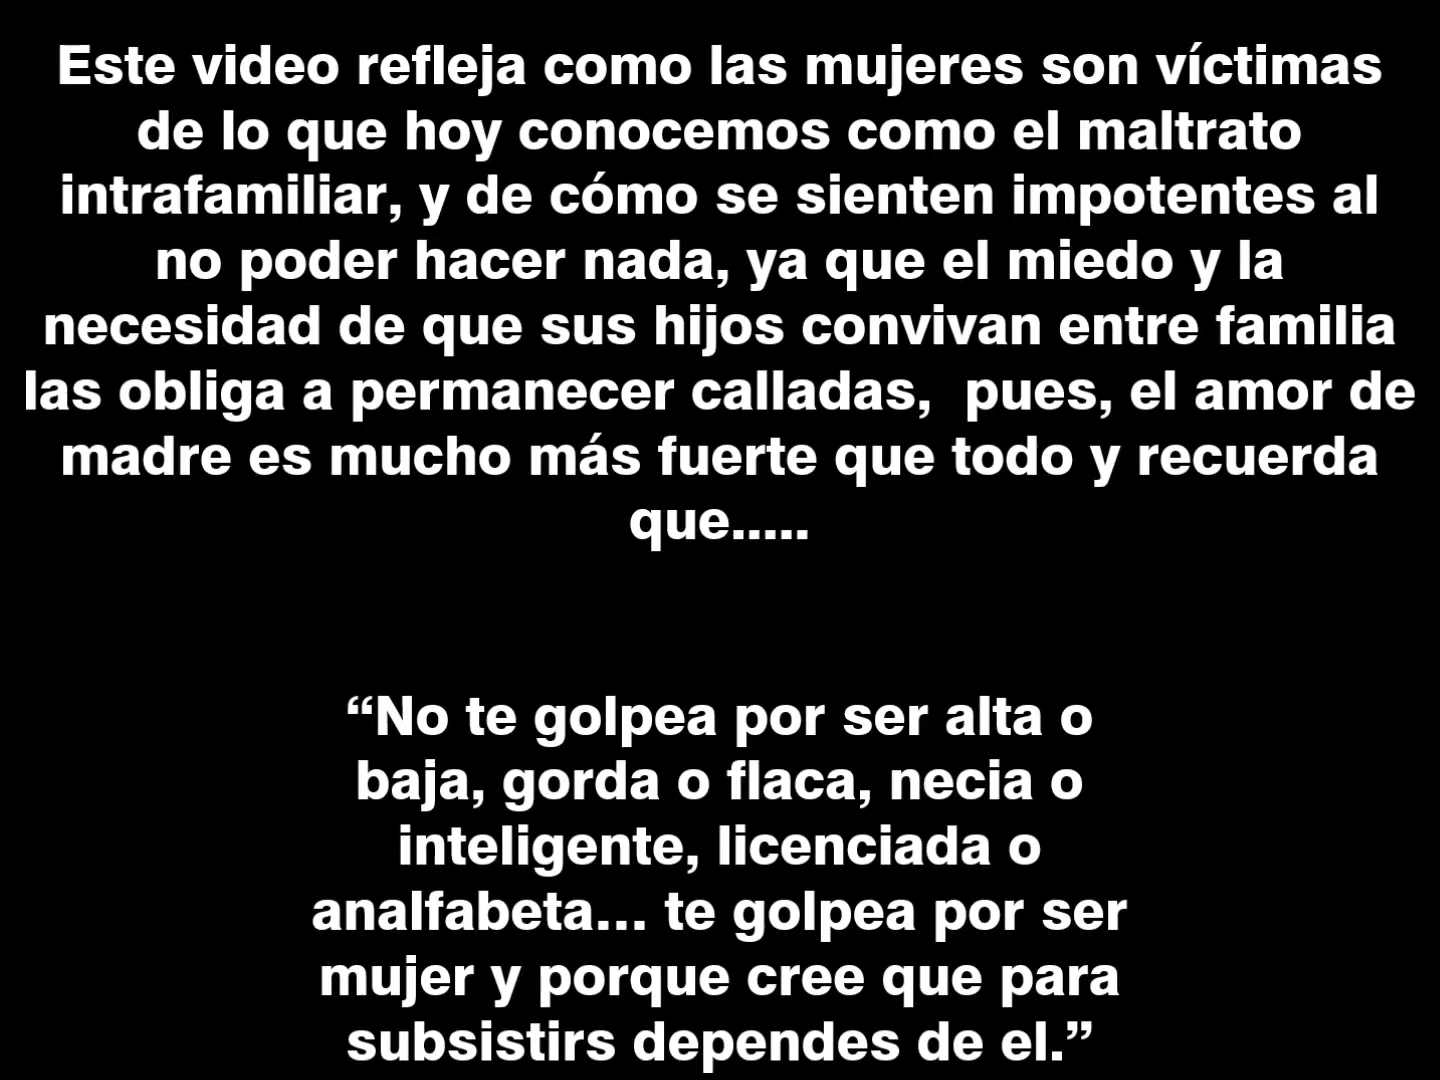 Este video refleja como las mujeres son víctimas
de lo que hoy conocemos como el maltrato
intrafamiliar, y de cómo se sienten impotentes al
no poder hacer nada, ya que el miedo y la
necesidad de que sus hijos convivan entre familia
las obliga a permanecer calladas,  pues, el amor de
madre es mucho más fuerte que todo y recuerda
que.....
“No te golpea por ser alta o
baja, gorda o flaca, necia o
inteligente, licenciada o
analfabeta... te golpea por ser
mujer y porque cree que para
subsistirs dependes de el.”